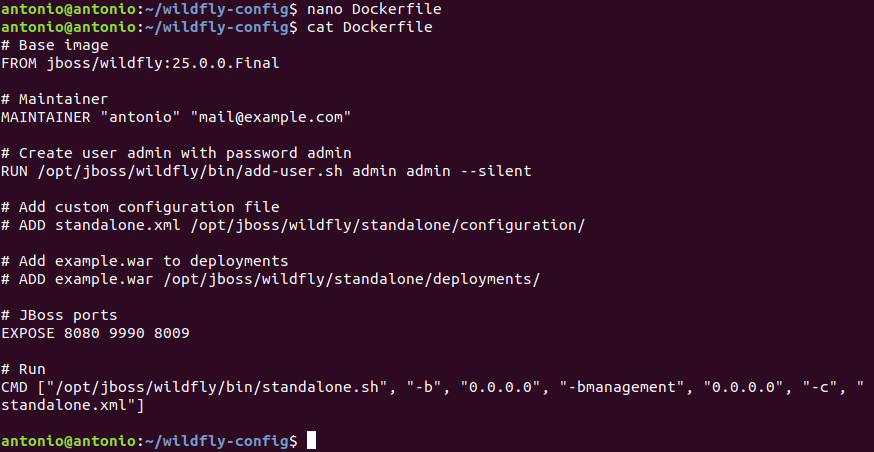 antonio@antonio:~/wildfly-config$ nano Dockerfile
antonio@antonio:~/wildfly-config$ cat Dockerfile
# Base image
FROM jboss/wildfly:25.0.0.Final
# Maintainer
MAINTAINER "antonio" "mail@example.com"
# Create user admin with password admin
RUN /opt/jboss/wildfly/bin/add-user.sh admin admin --silent
# Add custom configuration file
# ADD standalone.xml /opt/jboss/wildfly/standalone/configuration/
# Add example.war to deployments
# ADD example.war /opt/jboss/wildfly/standalone/deployments/
# JBoss ports
EXPOSE 8080 9990 8009
# Run
CMD ["/opt/jboss/wildfly/bin/standalone.sh", "-b", "0.0.0.0", "-bmanagement", "0.0.0.0", "-c", "
standalone.xml"]
antonio@antonio:~/wildfly-config$